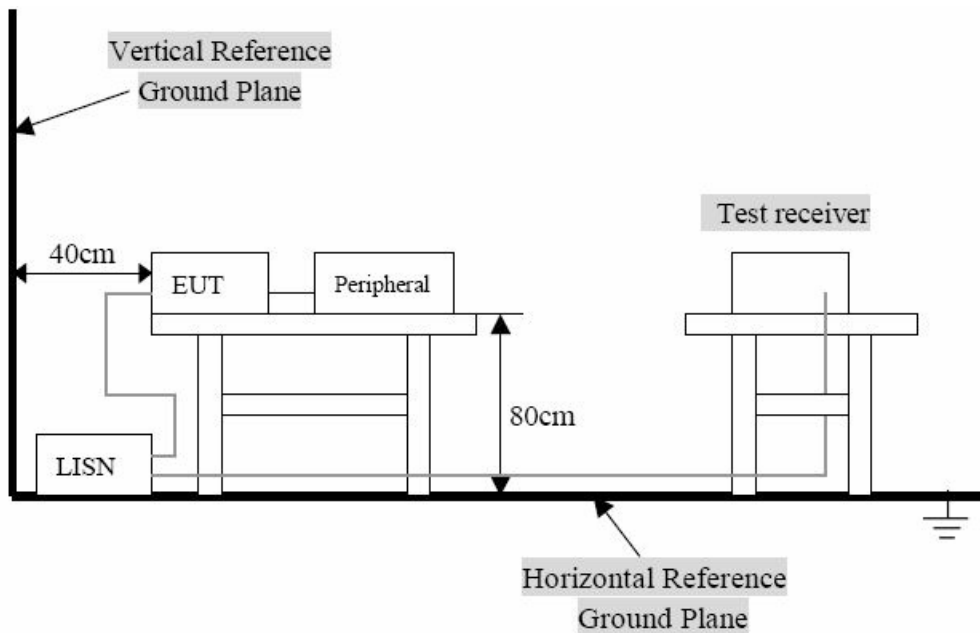 Vertical Reference
Ground Plane
Test receiver
40cm
EUT
Peripheral
80cm
LISN
Horizontal Reference
Ground Plane